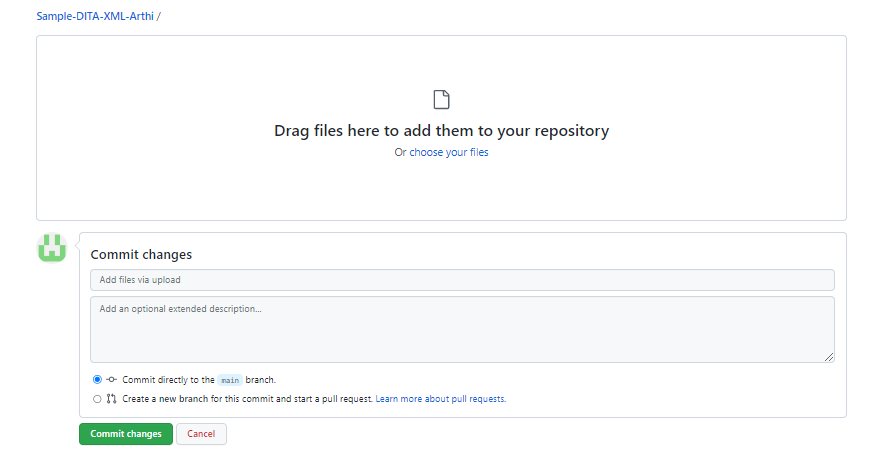 Sample-DITA-XML-Arthi /
Drag files here to add them to your repository
Or choose your files
Commit changes
Add files via upload
Add an optional extended description...
Commit directly to the main branch.
Create a new branch for this commit and start a pull request. Learn more about pull requests.
Commit changes
Cancel